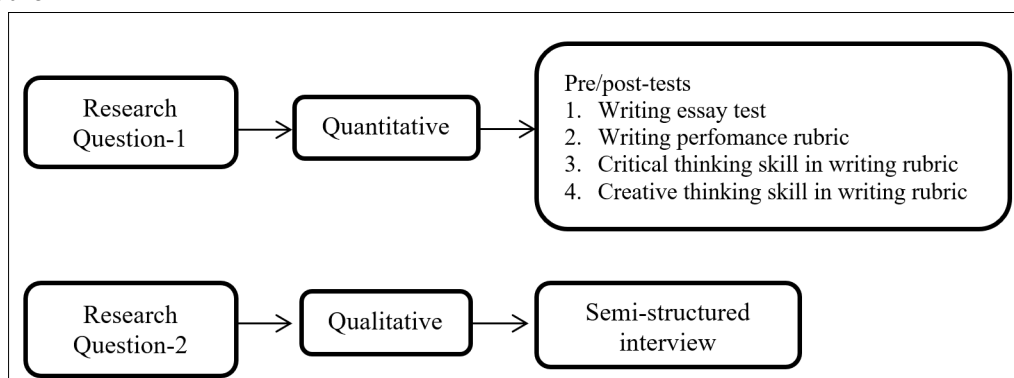 Research
Question-1
Quantitative
Pre/post-tests
1. Writing essay test
2. Writing perfomance rubric
3. Critical thinking skill in writing rubric
4. Creative thinking skill in writing rubric
Research
Question-2
Qualitative
Semi-structured
interview